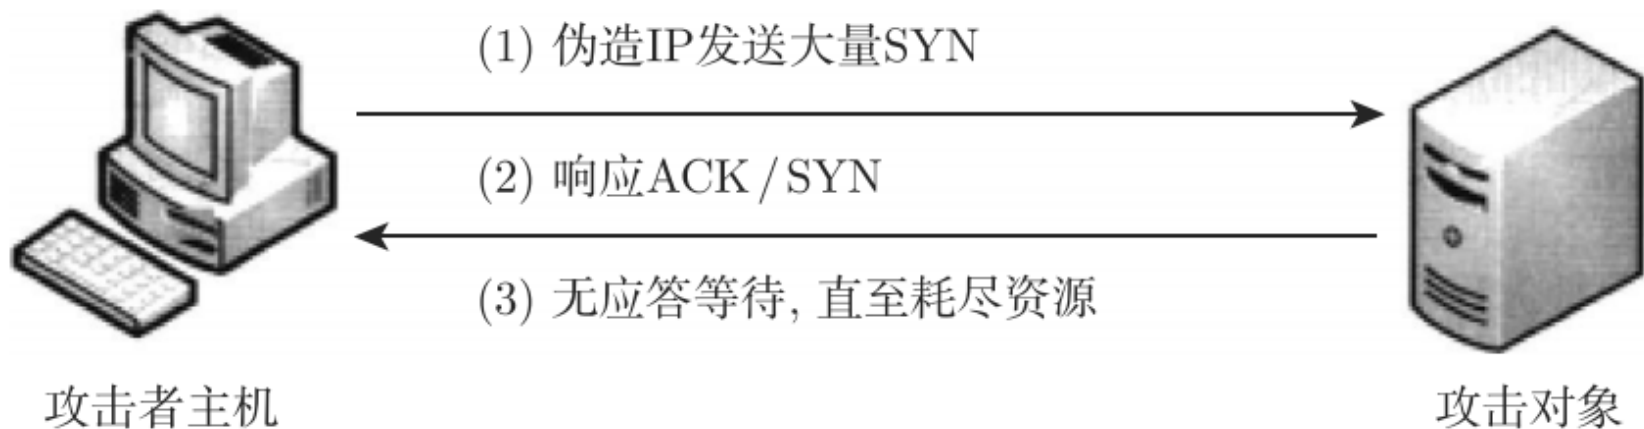 (1) 伪造IP发送大量SYN
(2) 响应ACK/SYN
(3) 无应答等待, 直至耗尽资源
攻击者主机
攻击对象